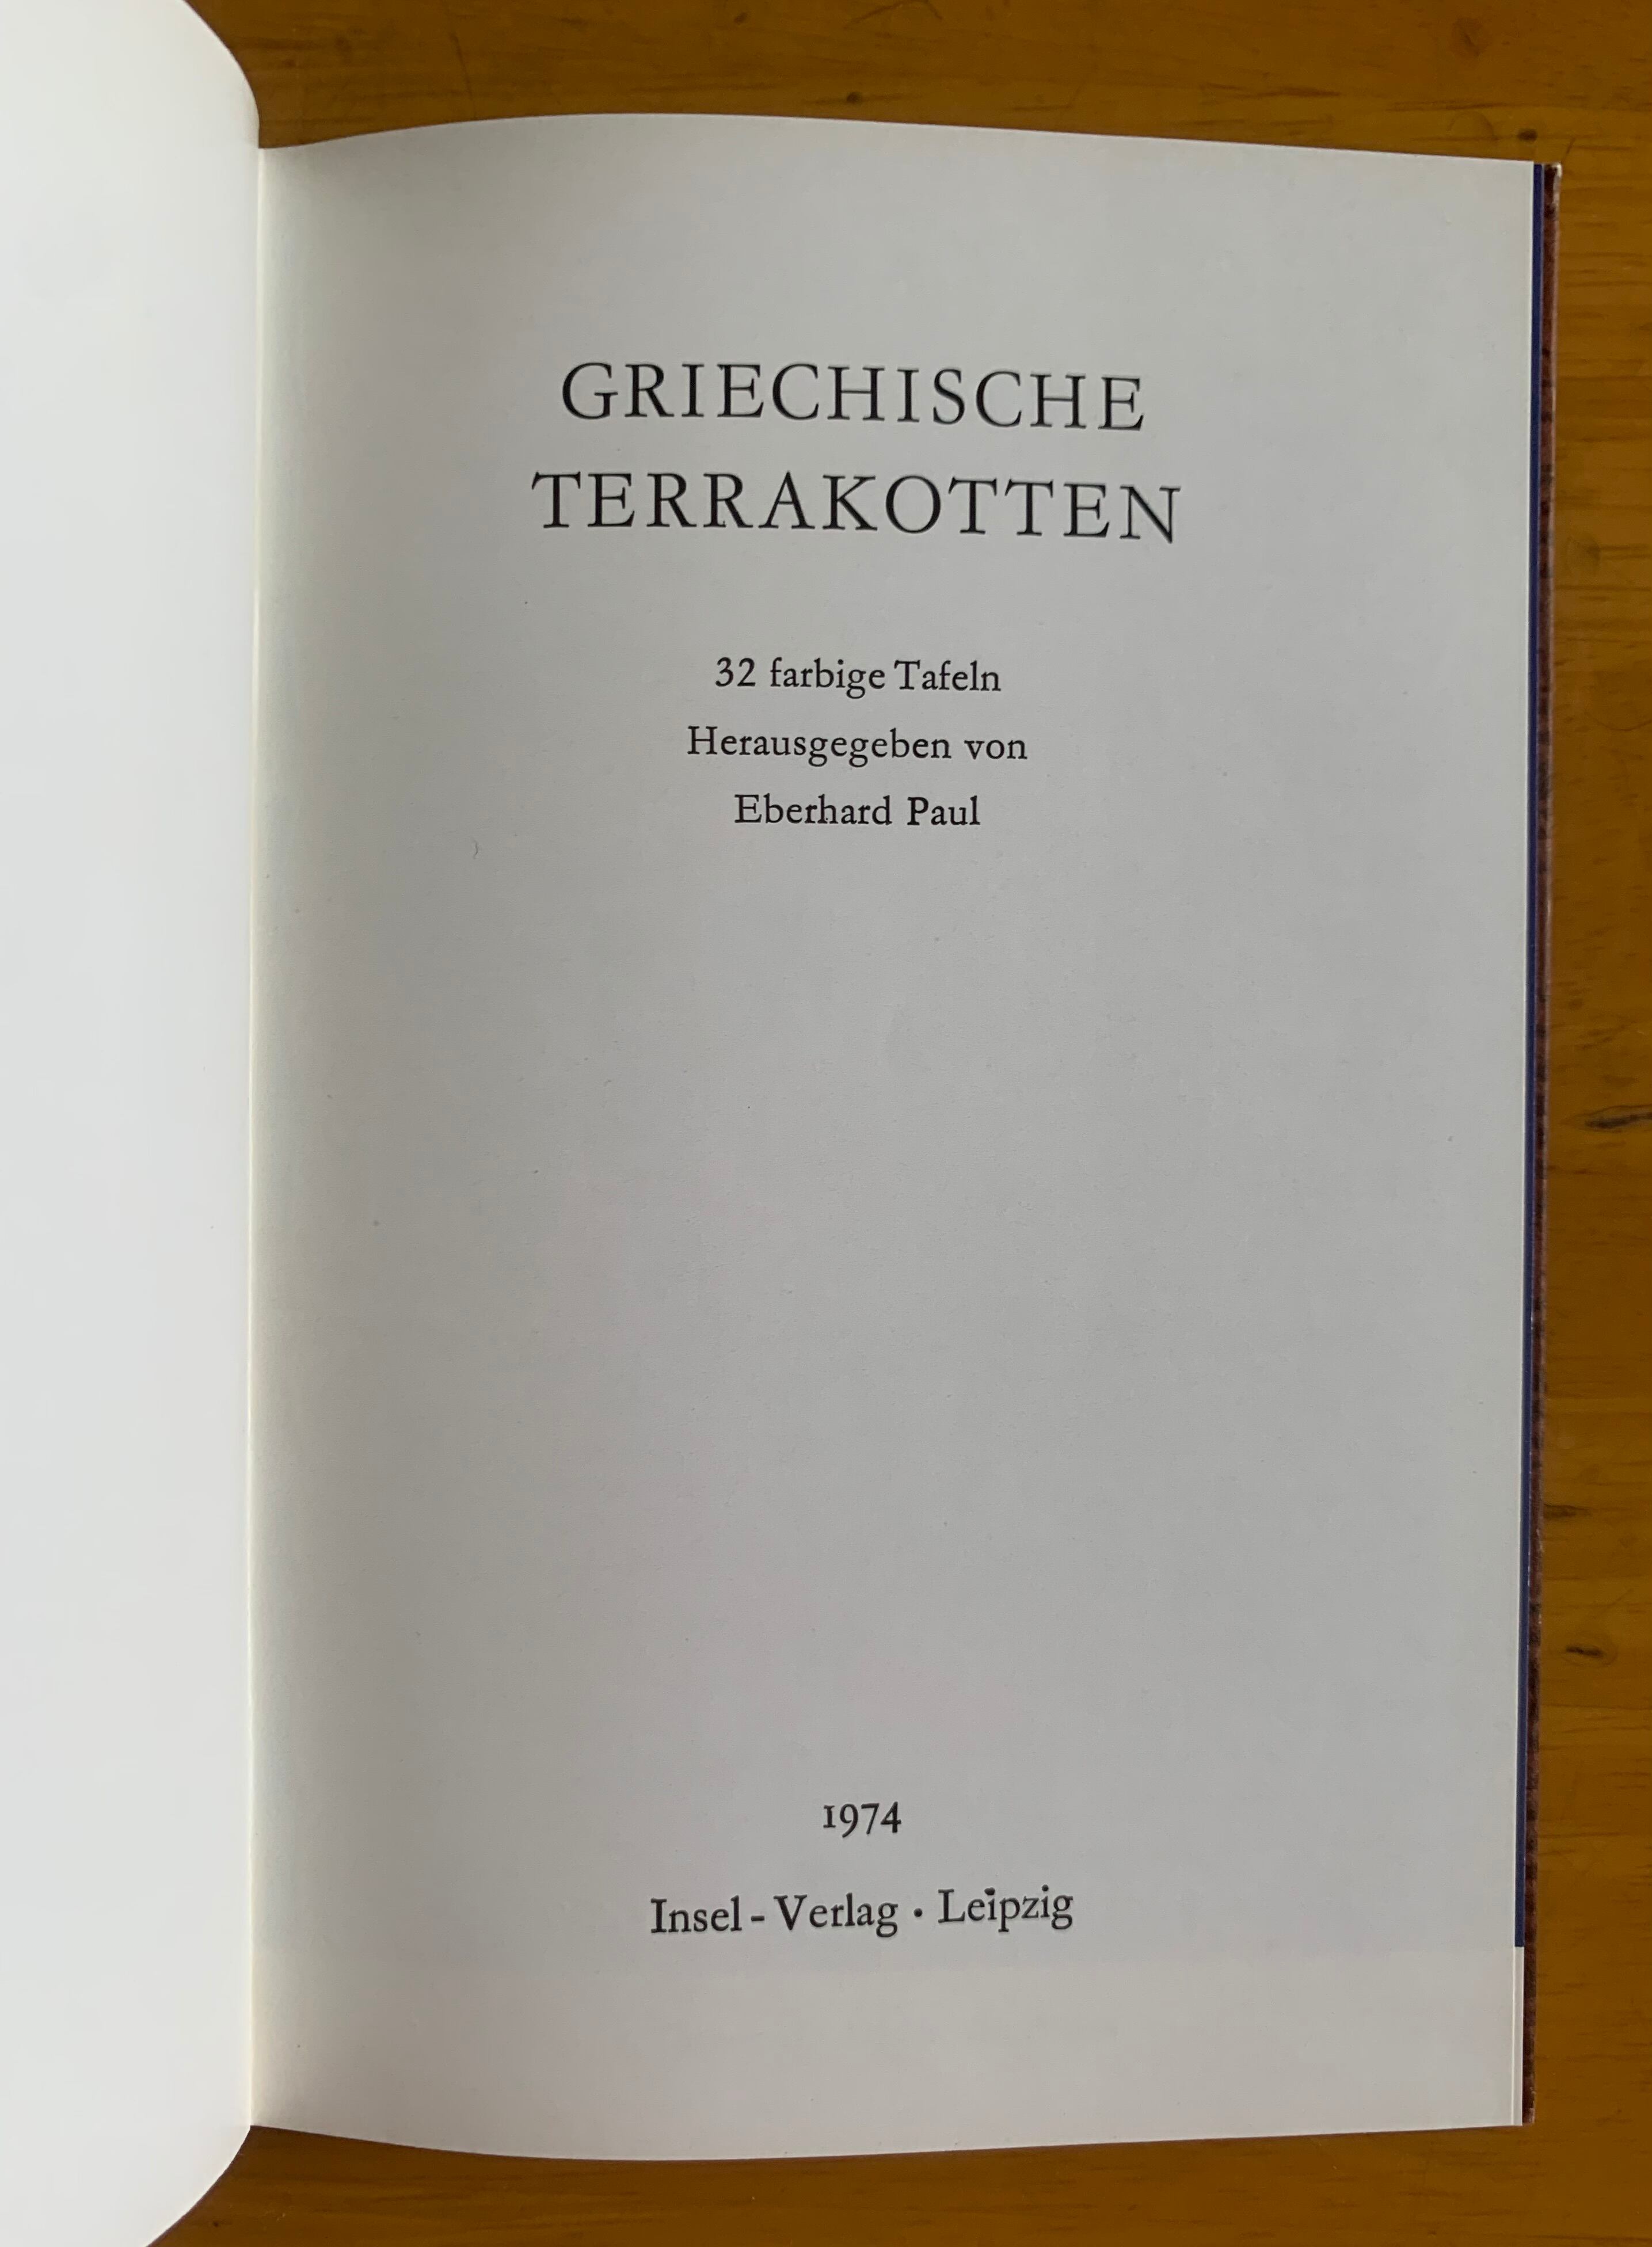 GRIECHISCHE
TERRAKOTTEN
32 farbige Tafeln
Herausgegeben von
Eberhard Paul
1974
Insel-Verlag · Leipzig